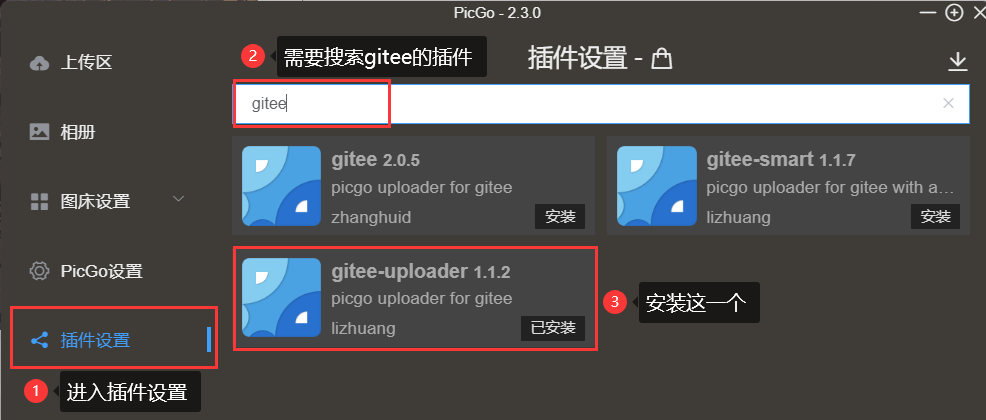 PicGo - 2.3.0
上传区
相册
图床设置
PicGo设置
插件设置
1 进入插件设置
2 需要搜索gitee的插件
插件设置 -
gitee
gitee 2.0.5
picgo uploader for gitee
zhanghuid
安装
gitee-smart 1.1.7
picgo uploader for gitee with a...
lizhuang
安装
gitee-uploader 1.1.2
picgo uploader for gitee
lizhuang
已安装
3 安装这一个